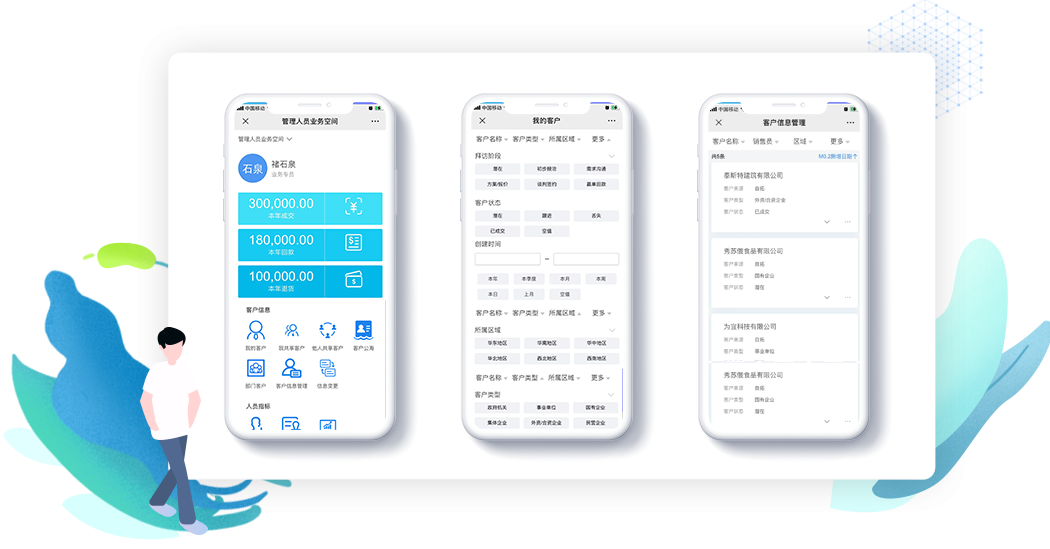 中国移动
管理人员业务空间
管理人员业务空间
石泉
褚石泉
业务专员
300,000.00
本年成交
180,000.00
本年回款
100,000.00
本年退货
客户信息
我的客户 我共享客户 他人共享客户 客户公海
部门客户 客户信息管理 信息变更
人员指标
中国移动
我的客户
客户名称 客户类型 所属区域 更多
拜访阶段
潜在 初步接洽 需求沟通
方案/报价 谈判签约 赢单回款
客户状态
潜在 跟进 丢失
已成交 空值
创建时间
本年 本季度 本月 本周
本日 上月 空值
客户名称 客户类型 所属区域 更多
所属区域
华东地区 华南地区 华中地区
华北地区 西北地区 西南地区
客户名称 客户类型 所属区域 更多
客户类型
政府机关 事业单位 国有企业
集体企业 外资/合资企业 民营企业
中国移动
客户信息管理
客户名称 销售员 区域 更多
共5条
泰斯特建筑有限公司
客户来源 自拓
客户类型 外资/合资企业
客户状态 已成交
秀苏傻食品有限公司
客户来源 自拓
客户类型 国有企业
客户状态 潜在
为宜科技有限公司
客户来源 自拓
客户类型 事业单位
秀苏傻食品有限公司
客户来源 自拓
客户类型 国有企业
客户状态 潜在